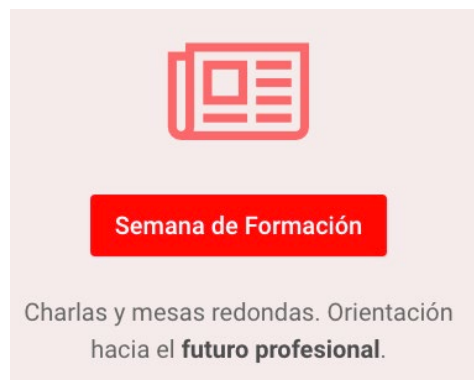 Semana de Formación
Charlas y mesas redondas. Orientación
hacia el futuro profesional.